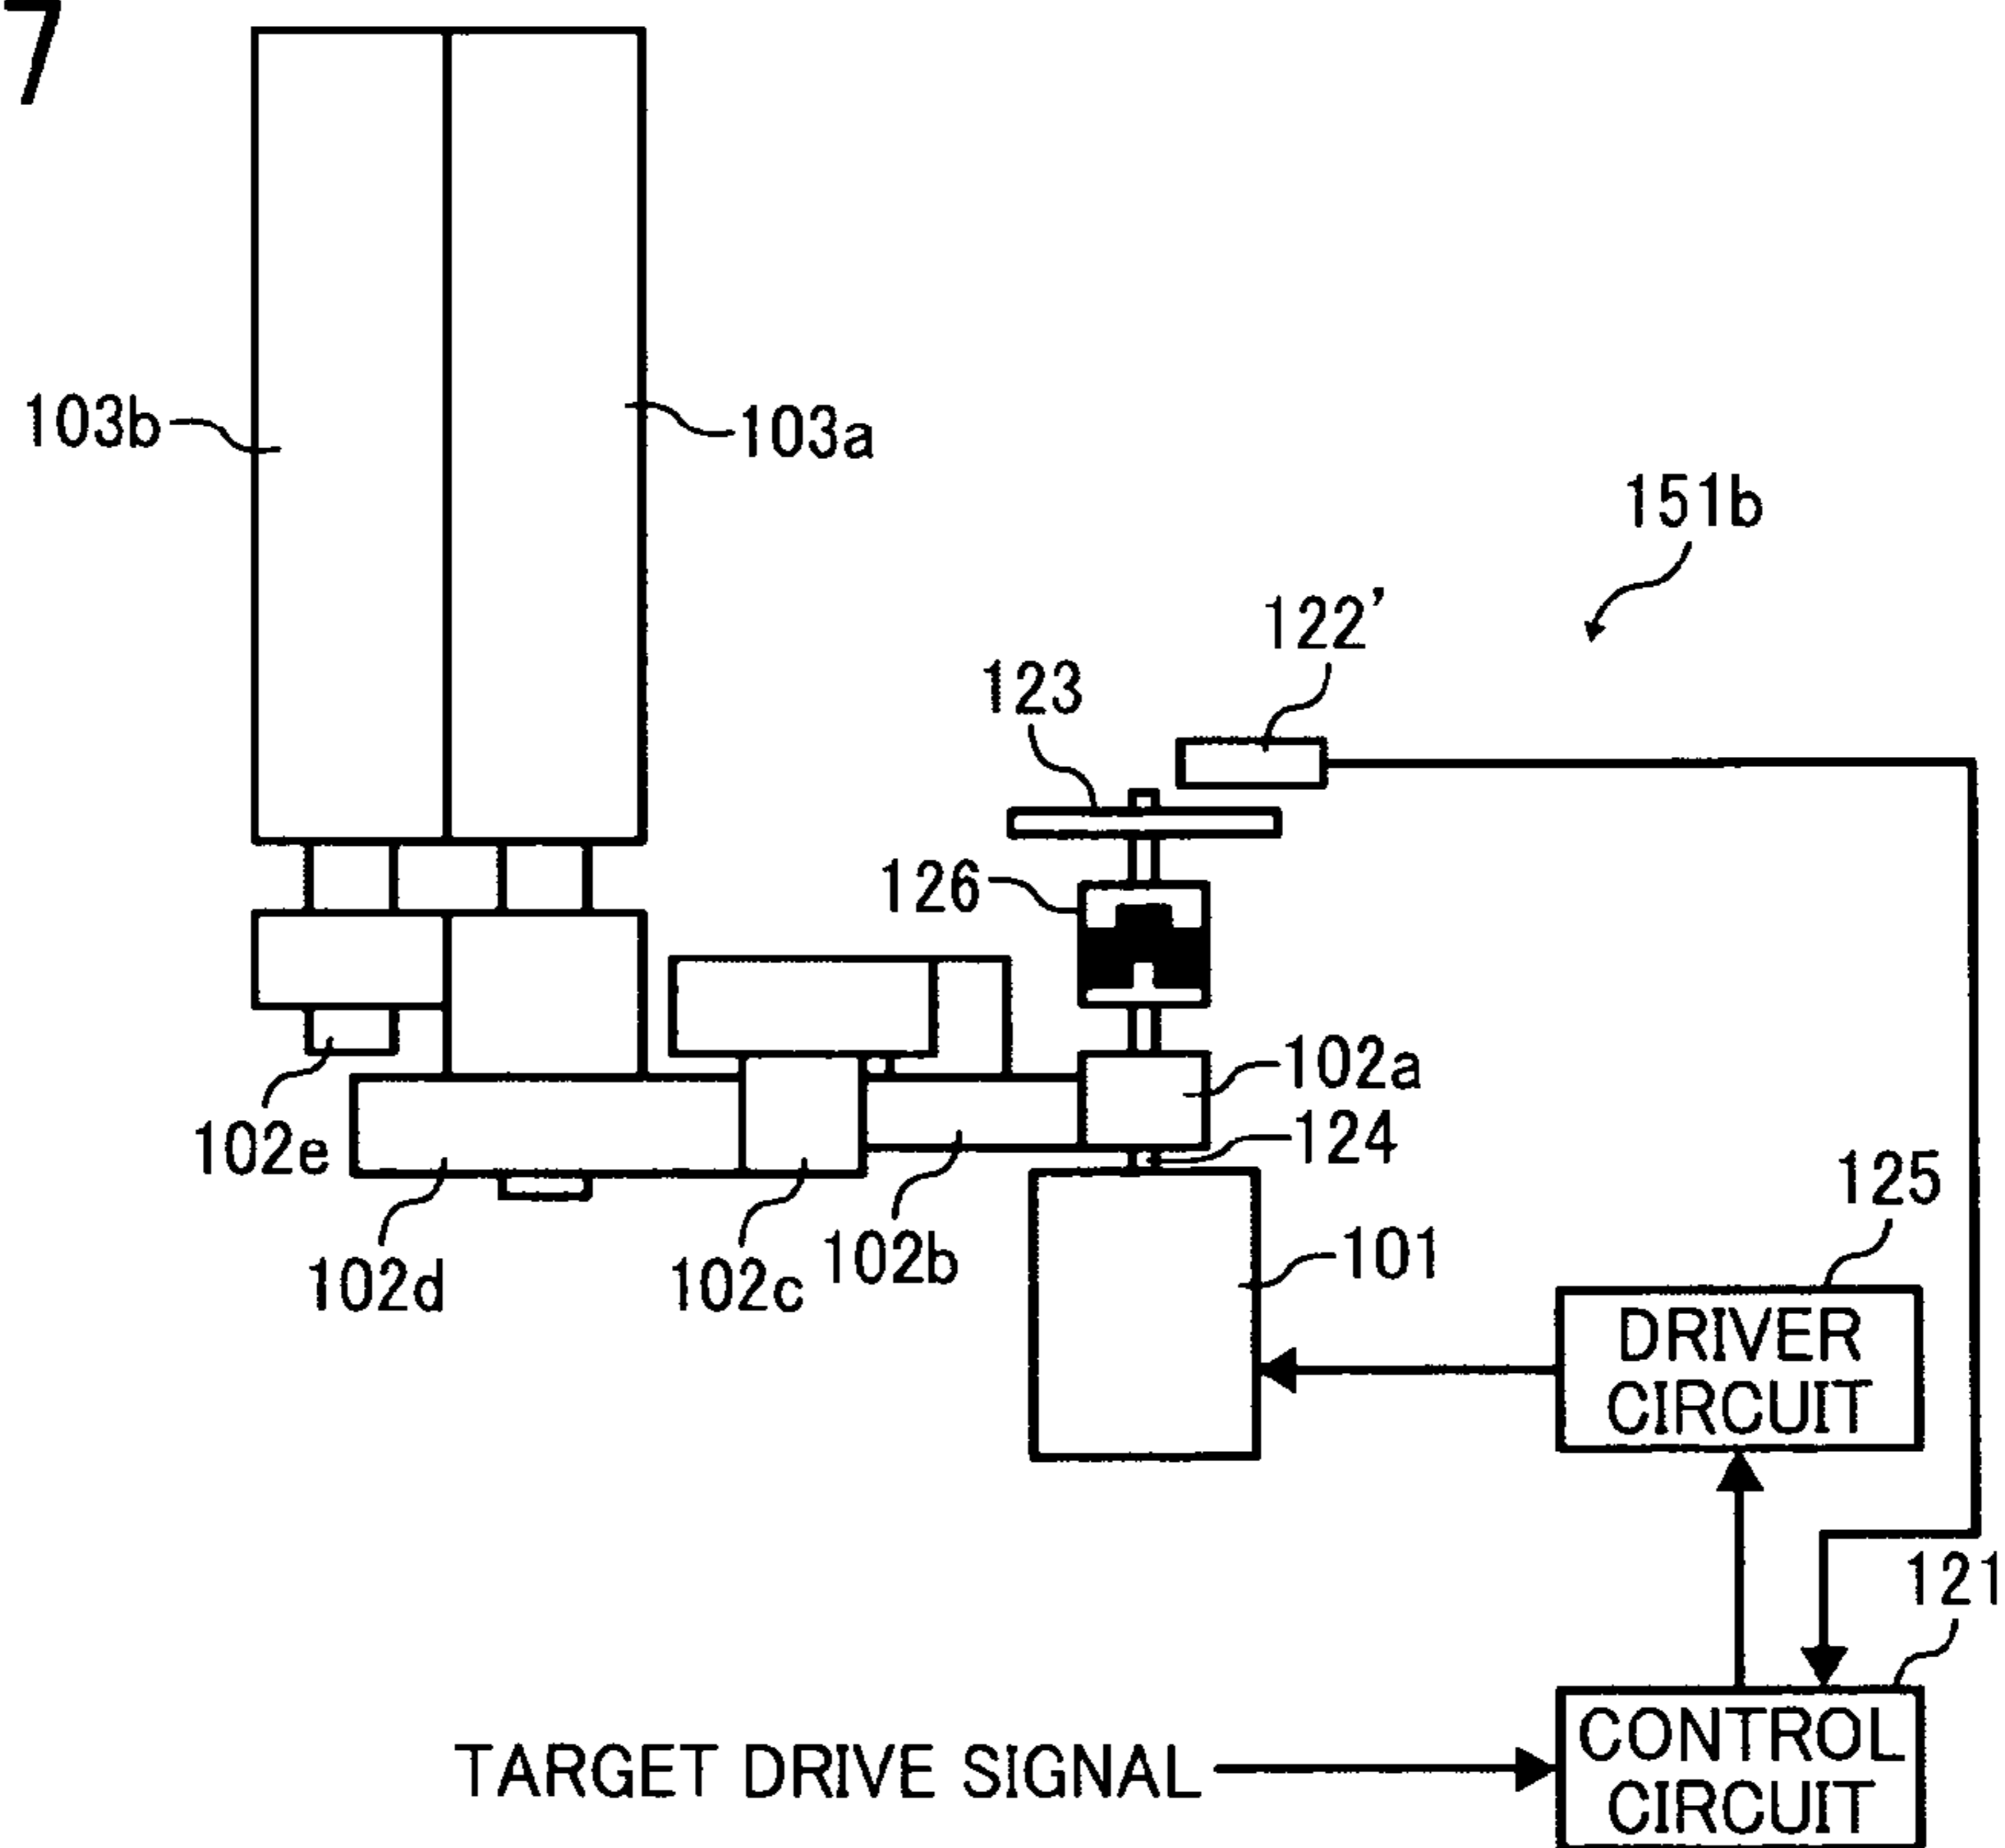 7
103b
103a
151b
122'
123
126
102a
124
102e
125
101
102b
102d
102c
DRIVER
CIRCUIT
121
CONTROL
CIRCUIT
TARGET DRIVE SIGNAL